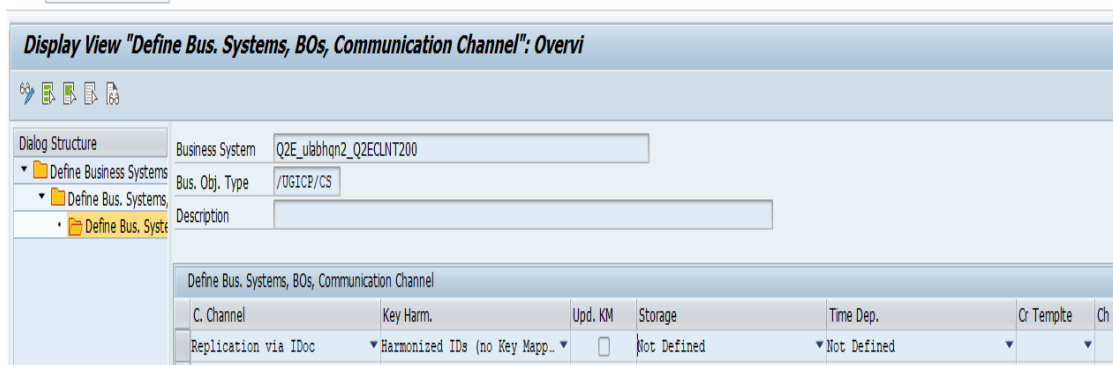 Display View "Define Bus. Systems, BOs, Communication Channel": Overvi
Dialog Structure
Define Business Systems
Define Bus. Systems,
Define Bus. Syste
Business System Q2E_ulabhqn2_Q2ECLNT200
Bus. Obj. Type /UGICP/CS
Description
Define Bus. Systems, BOs, Communication Channel
C. Channel Key Harm. Upd. KM Storage Time Dep. Cr Templte Ch
Replication via IDoc Harmonized IDs (no Key Mapp… Not Defined Not Defined